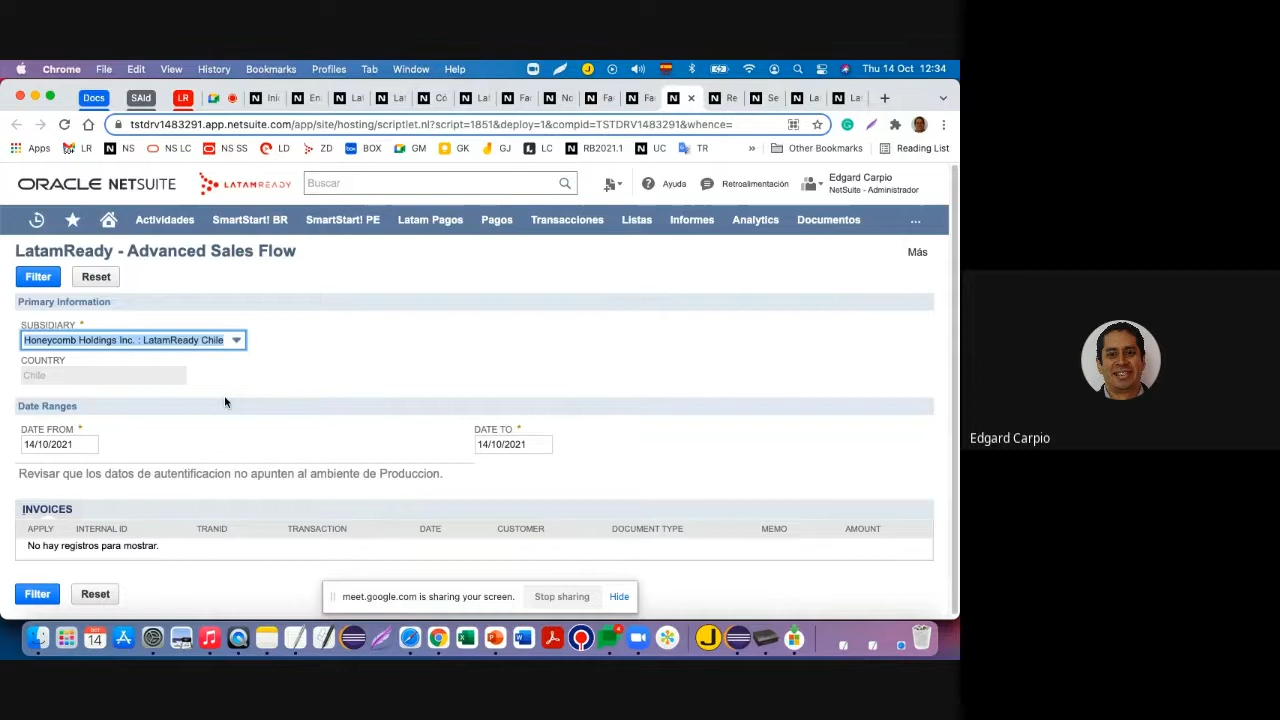 Chrome File Edit View History Bookmarks Profiles Tab Window Help Thu 14 Oct 12:34
Docs SAld LR
tstdrv1483291.app.netsuite.com/app/site/hosting/scriptlet.nl?script=1851&deploy=1&compid=TSTDRV1483291&whence=
Apps LR NS NS LC NS SS LD ZD BOX GM GK GJ LC RB2021.1 UC TR » Other Bookmarks Reading List
ORACLE NETSUITE LATAMREADY Buscar Ayuda Retroalimentación Edgard Carpio
NetSuite - Administrador
Actividades SmartStart! BR SmartStart! PE Latam Pagos Pagos Transacciones Listas Informes Analytics Documentos ...
LatamReady - Advanced Sales Flow Más
Filter Reset
Primary Information
SUBSIDIARY *
Honeycomb Holdings Inc. : LatamReady Chile
COUNTRY
Chile
Date Ranges
DATE FROM * DATE TO *
14/10/2021 14/10/2021
Revisar que los datos de autentificacion no apunten al ambiente de Produccion.
INVOICES
APPLY INTERNAL ID TRANID TRANSACTION DATE CUSTOMER DOCUMENT TYPE MEMO AMOUNT
No hay registros para mostrar.
Filter Reset
meet.google.com is sharing your screen. Stop sharing Hide
Edgard Carpio